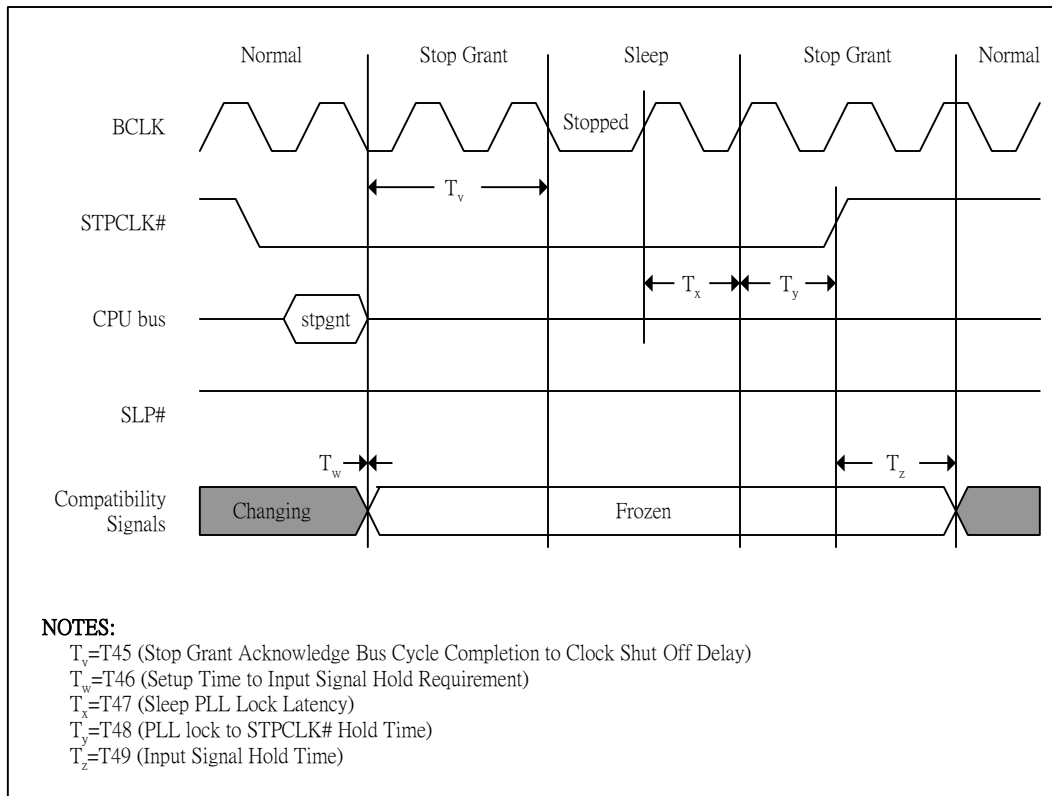 Normal Stop Grant Sleep Stop Grant Normal
BCLK Stopped
Tv
STPCLK#
Tx Ty
CPU bus stpgnt
SLP#
Tw Tz
Compatibility
Signals Changing Frozen
NOTES:
Tv=T45 (Stop Grant Acknowledge Bus Cycle Completion to Clock Shut Off Delay)
Tw=T46 (Setup Time to Input Signal Hold Requirement)
Tx=T47 (Sleep PLL Lock Latency)
Ty=T48 (PLL lock to STPCLK# Hold Time)
Tz=T49 (Input Signal Hold Time)